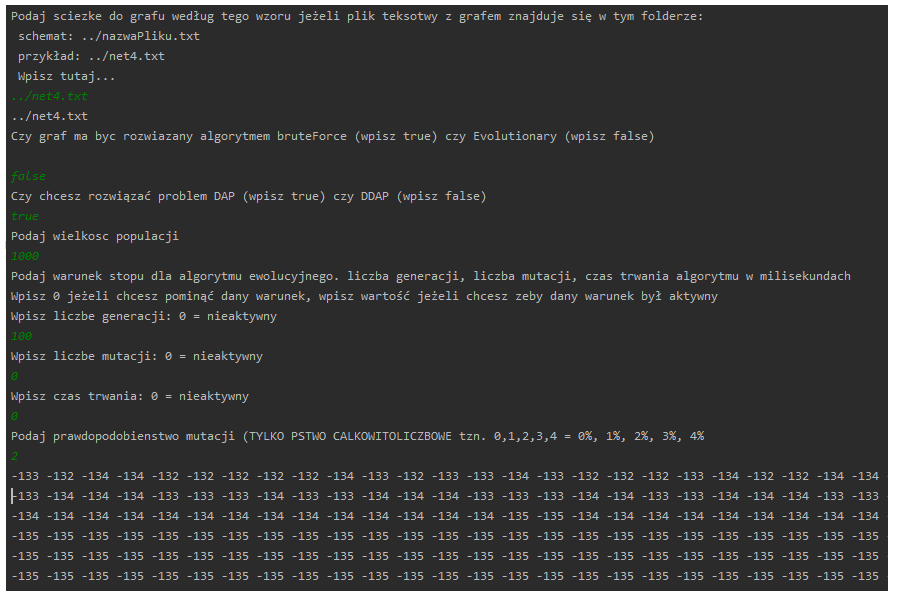 Podaj sciezke do grafu według tego wzoru jeżeli plik teksotwy z grafem znajduje się w tym folderze:
schemat: ../nazwaPliku.txt
przykład: ../net4.txt
Wpisz tutaj...
../net4.txt
../net4.txt
Czy graf ma byc rozwiazany algorytmem bruteForce (wpisz true) czy Evolutionary (wpisz false)
false
Czy chcesz rozwiązać problem DAP (wpisz true) czy DDAP (wpisz false)
true
Podaj wielkosc populacji
1000
Podaj warunek stopu dla algorytmu ewolucyjnego. liczba generacji, liczba mutacji, czas trwania algorytmu w milisekundach
Wpisz 0 jeżeli chcesz pominąć dany warunek, wpisz wartość jeżeli chcesz zeby dany warunek był aktywny
Wpisz liczbe generacji: 0 = nieaktywny
100
Wpisz liczbe mutacji: 0 = nieaktywny
0
Wpisz czas trwania: 0 = nieaktywny
0
Podaj prawdopodobienstwo mutacji (TYLKO PSTWO CALKOWITOLICZBOWE tzn. 0,1,2,3,4 = 0%, 1%, 2%, 3%, 4%
2
-133 -132 -134 -134 -132 -132 -132 -132 -132 -134 -133 -132 -133 -133 -134 -133 -132 -132 -132 -133 -134 -132 -132 -134 -134
-133 -134 -134 -134 -133 -133 -133 -134 -133 -133 -134 -134 -134 -133 -133 -133 -134 -134 -133 -133 -134 -134 -134 -133 -133
-134 -134 -134 -134 -134 -134 -134 -134 -134 -134 -134 -134 -134 -134 -135 -135 -134 -134 -134 -134 -134 -134 -134 -134 -134
-135 -135 -135 -135 -135 -135 -135 -135 -135 -135 -135 -135 -135 -135 -135 -135 -135 -135 -135 -135 -135 -135 -135 -135 -135
-135 -135 -135 -135 -135 -135 -135 -135 -135 -135 -135 -135 -135 -135 -135 -135 -135 -135 -135 -135 -135 -135 -135 -135 -135
-135 -135 -135 -135 -135 -135 -135 -135 -135 -135 -135 -135 -135 -135 -135 -135 -135 -135 -135 -135 -135 -135 -135 -135 -135